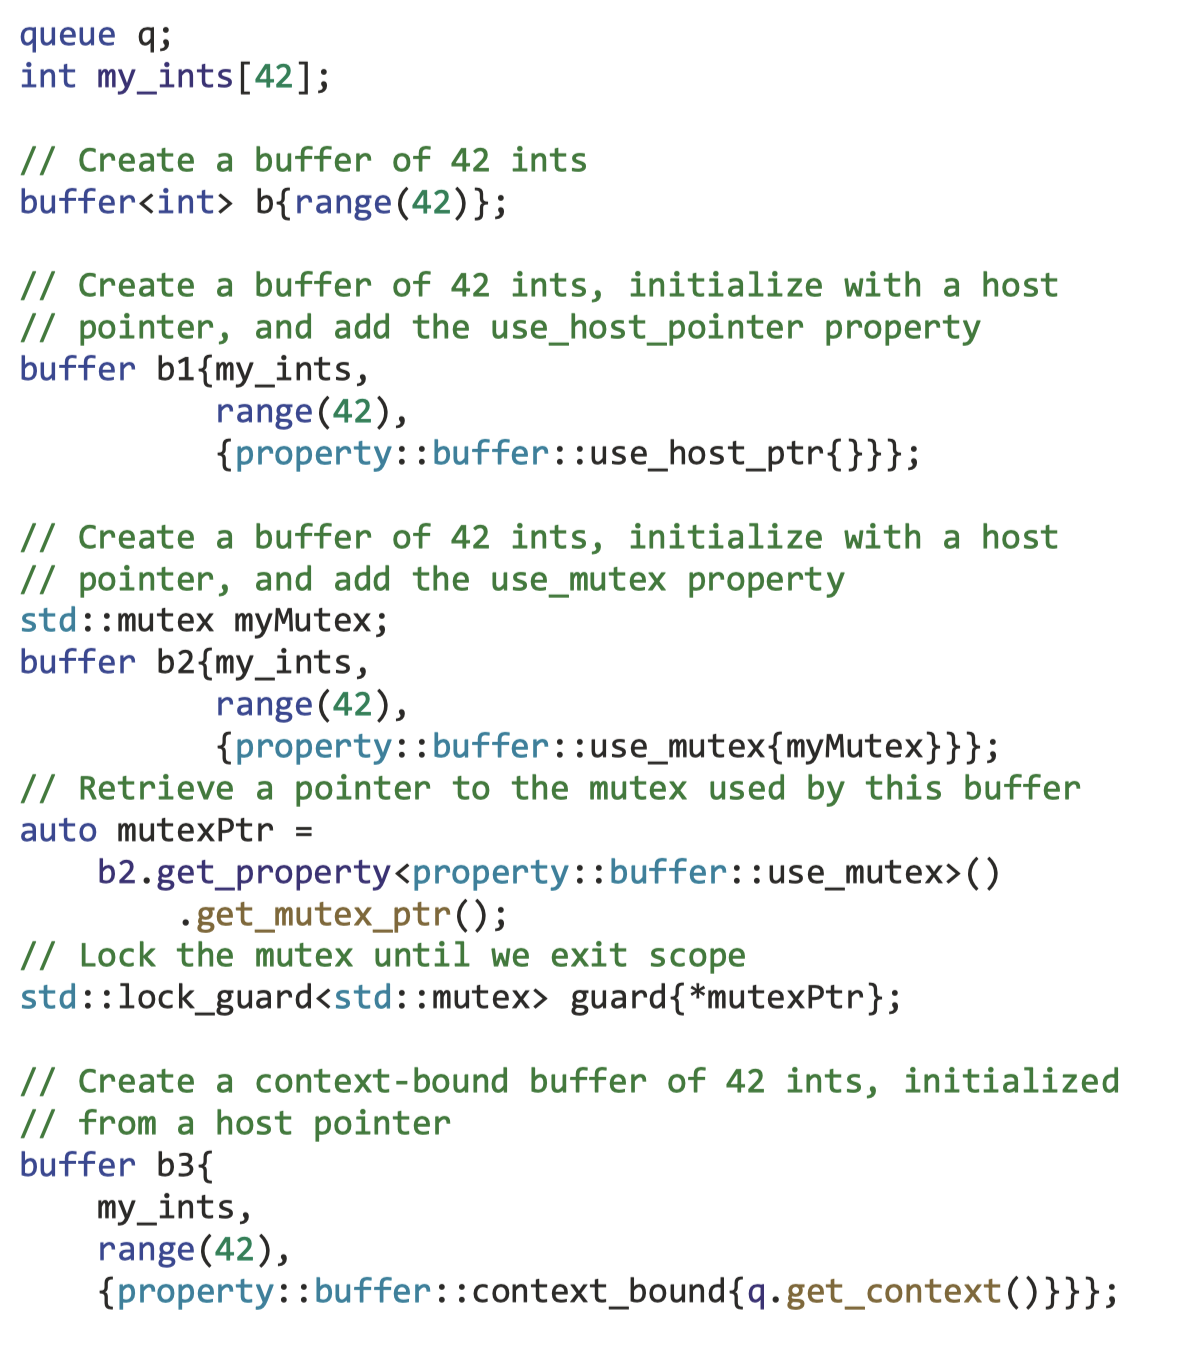 queue q;
int my_ints[42];

// Create a buffer of 42 ints
buffer<int> b{range(42)};

// Create a buffer of 42 ints, initialize with a host
// pointer, and add the use_host_pointer property
buffer b1{my_ints,
          range(42),
          {property::buffer::use_host_ptr{}}};

// Create a buffer of 42 ints, initialize with a host
// pointer, and add the use_mutex property
std::mutex myMutex;
buffer b2{my_ints,
          range(42),
          {property::buffer::use_mutex{myMutex}}};
// Retrieve a pointer to the mutex used by this buffer
auto mutexPtr =
    b2.get_property<property::buffer::use_mutex>()
        .get_mutex_ptr();
// Lock the mutex until we exit scope
std::lock_guard<std::mutex> guard{*mutexPtr};

// Create a context-bound buffer of 42 ints, initialized
// from a host pointer
buffer b3{
    my_ints,
    range(42),
    {property::buffer::context_bound{q.get_context()}}};